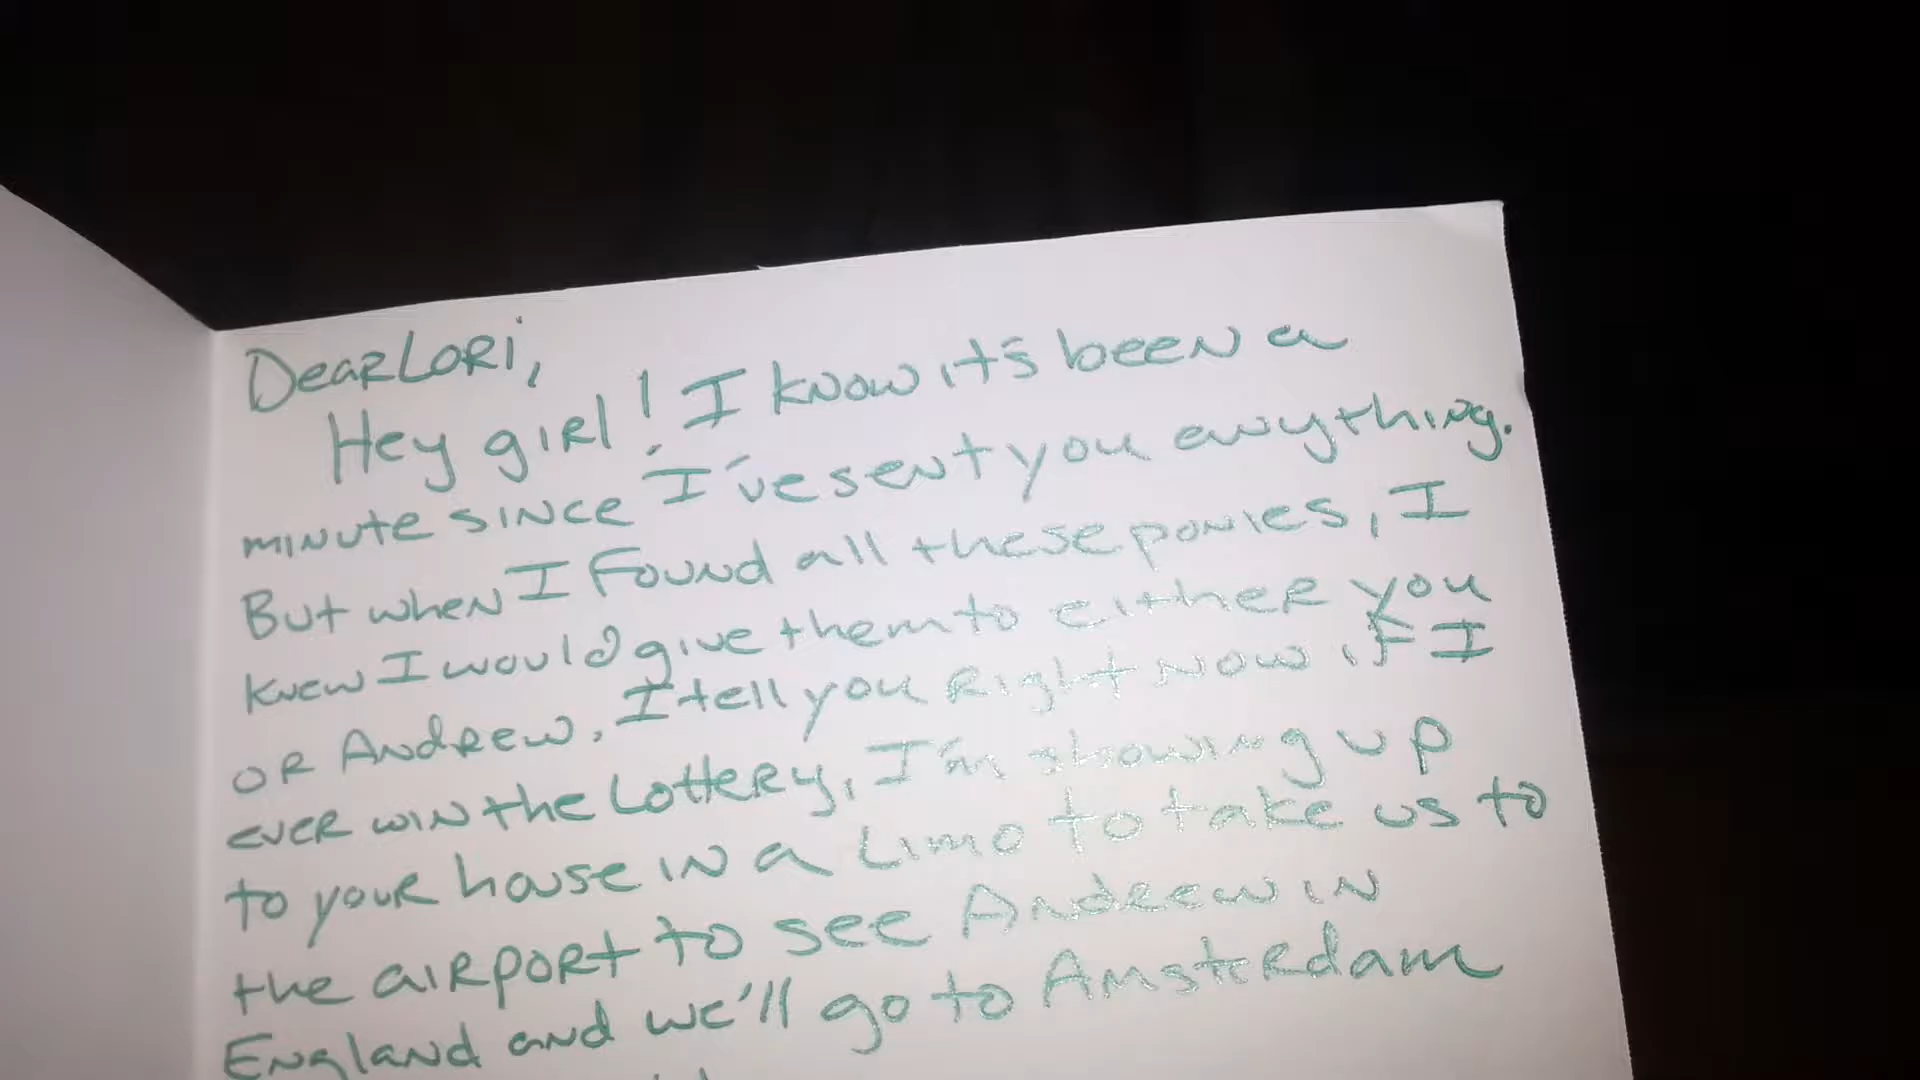 Dear Lori,
Hey girl! I know it's been a
minute since I've sent you anything.
But when I found all these ponies, I
knew I would give them to either you
or Andrew. I tell you right now if I
ever win the Lottery, I'm showing up
to your house in a Limo to take us to
the airport to see Andrew in
England and we'll go to Amsterdam